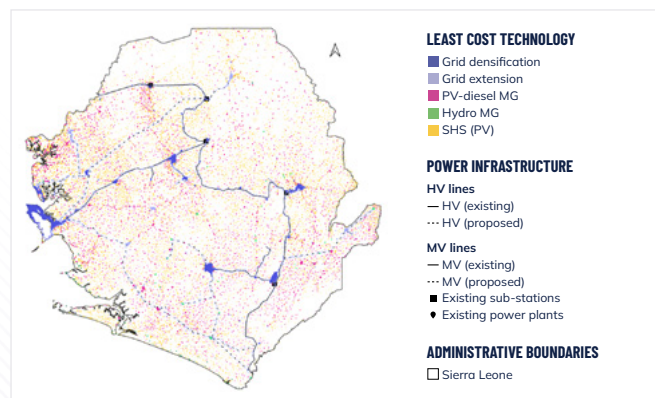 LEAST COST TECHNOLOGY
Grid densification
Grid extension
PV-diesel MG
Hydro MG
SHS (PV)
POWER INFRASTRUCTURE
HV lines
HV (existing)
HV (proposed)
MV lines
MV (existing)
MV (proposed)
Existing sub-stations
Existing power plants
ADMINISTRATIVE BOUNDARIES
Sierra Leone